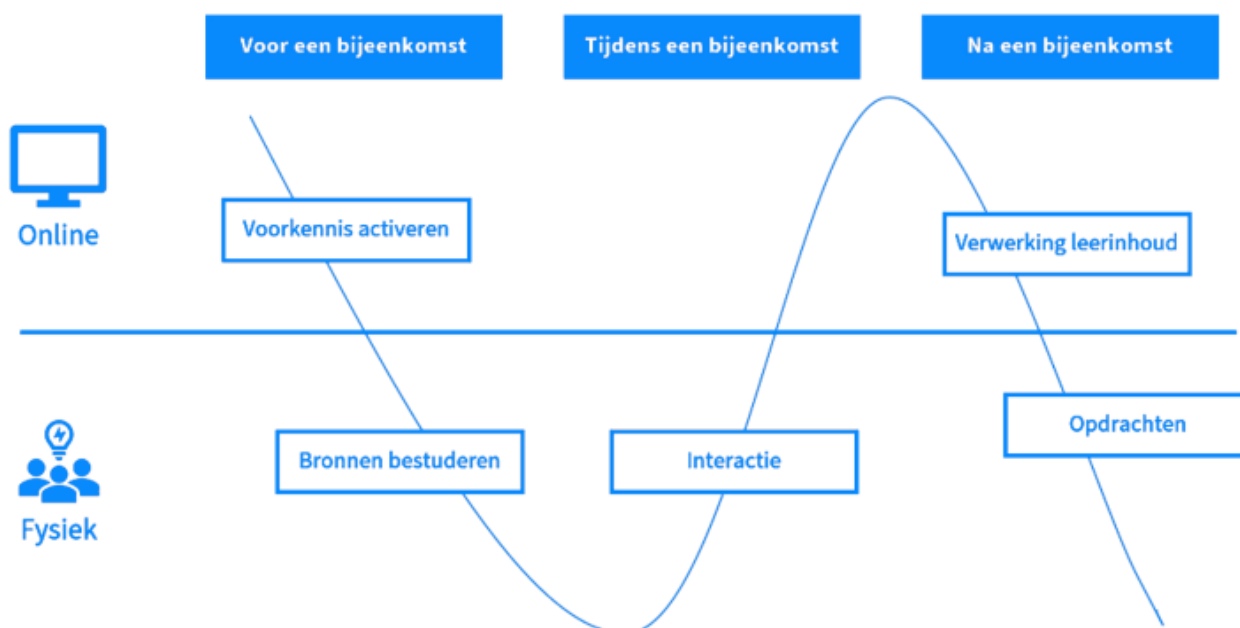 Voor een bijeenkomst
Tijdens een bijeenkomst
Na een bijeenkomst
Online
Voorkennis activeren
Verwerking leerinhoud
Fysiek
Bronnen bestuderen
Interactie
Opdrachten